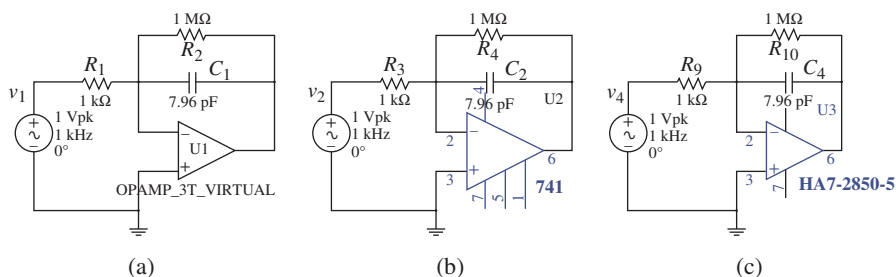 1 MΩ
R2
R1
C1
v1
1 kΩ
7.96 pF
1 Vpk
1 kHz
0°
U1
OPAMP_3T_VIRTUAL
(a)
1 MΩ
R4
R3
C2
v2
1 kΩ
4
7.96 pF
U2
1 Vpk
1 kHz
0°
2
3
6
7
5
1
741
(b)
1 MΩ
R10
R9
C4
v4
1 kΩ
7.96 pF
U3
1 Vpk
1 kHz
0°
2
3
6
7
HA7-2850-5
(c)